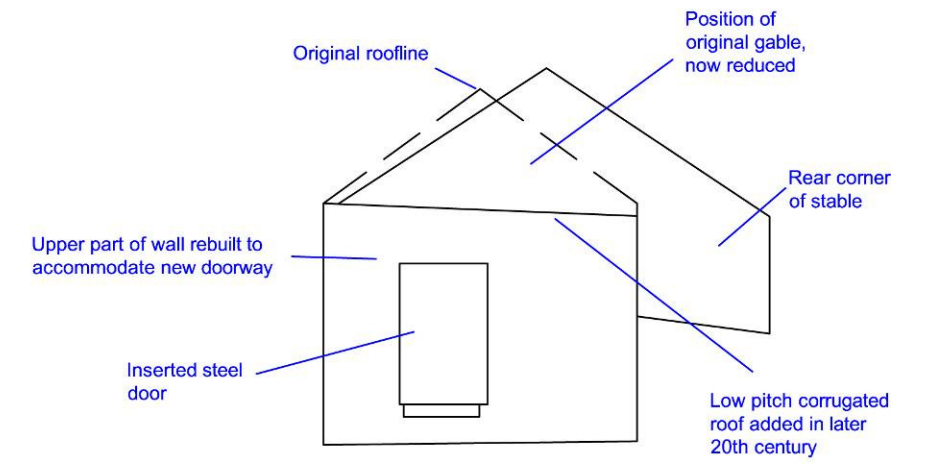 Position of
original gable,
now reduced
Original roofline
Rear corner
of stable
Upper part of wall rebuilt to
accommodate new doorway
Inserted steel
door
Low pitch corrugated
roof added in later
20th century